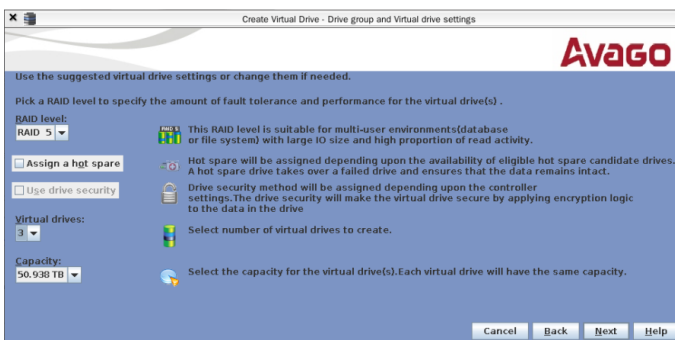 Create Virtual Drive - Drive group and Virtual drive settings
AVAGO
Use the suggested virtual drive settings or change them if needed.
Pick a RAID level to specify the amount of fault tolerance and performance for the virtual drive(s) .
RAID level:
RAID 5
RAID 5
This RAID level is suitable for multi-user environments(database
or file system) with large IO size and high proportion of read activity.
Assign a hot spare
Hot spare will be assigned depending upon the availability of eligible hot spare candidate drives.
A hot spare drive takes over a failed drive and ensures that the data remains intact.
Use drive security
Drive security method will be assigned depending upon the controller
settings.The drive security will make the virtual drive secure by applying encryption logic
to the data in the drive
Virtual drives:
3
Select number of virtual drives to create.
Capacity:
50.938 TB
Select the capacity for the virtual drive(s).Each virtual drive will have the same capacity.
Cancel Back Next Help